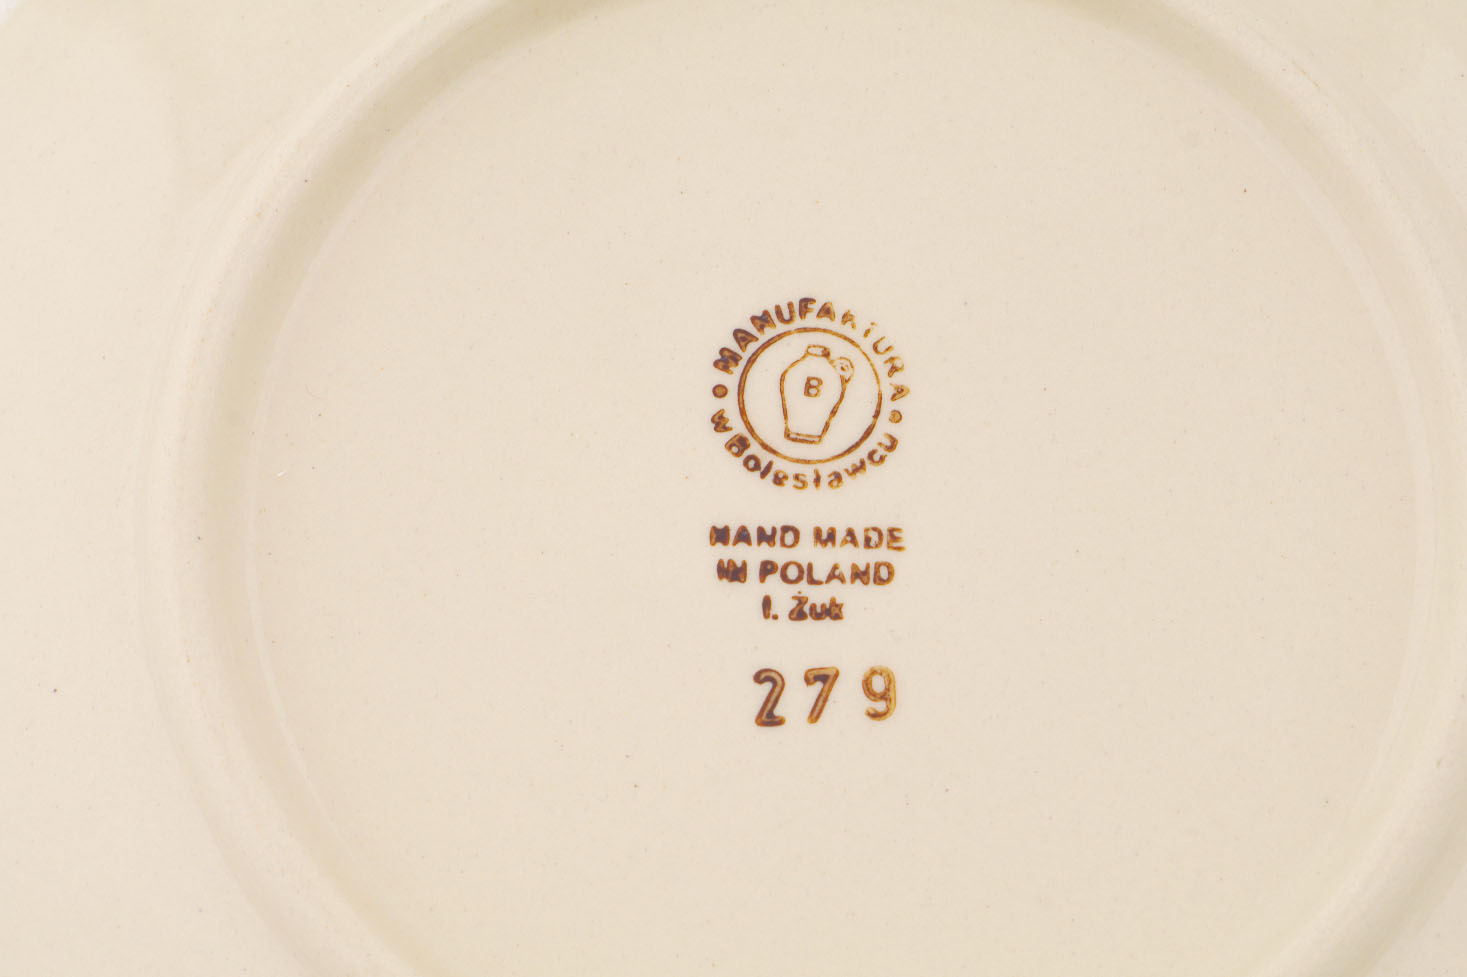 MANUFAKTURA
w Bolesławcu
B
HAND MADE
IN POLAND
I. Żuk
279